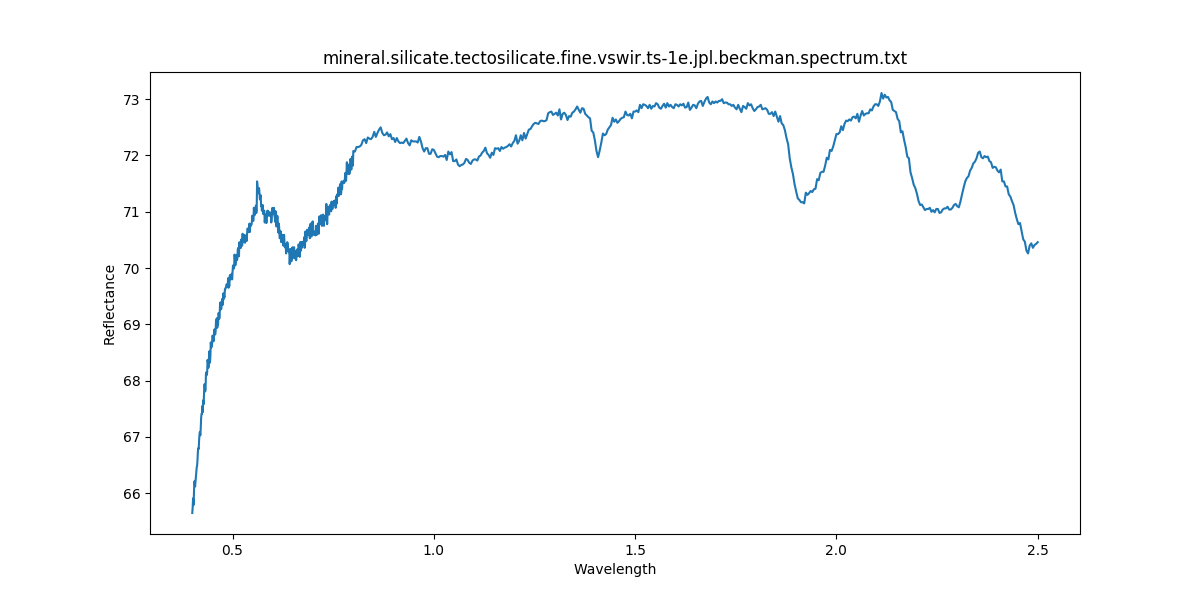 mineral.silicate.tectosilicate.fine.vswir.ts-1e.jpl.beckman.spectrum.txt
73
72
71
70
69
68
67
66
Reflectance
0.5 1.0 1.5 2.0 2.5
Wavelength